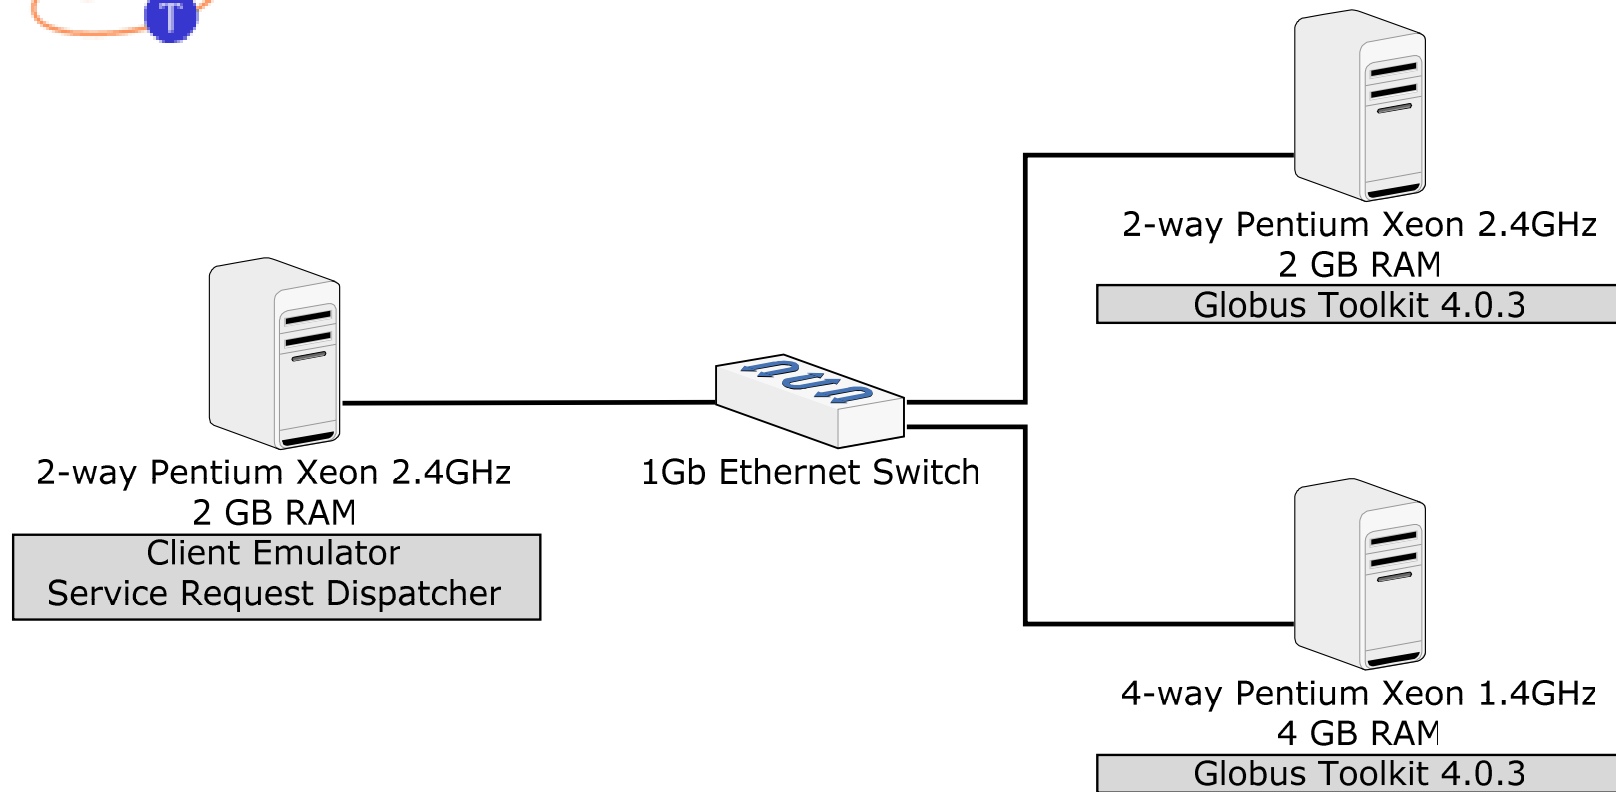 T
2-way Pentium Xeon 2.4GHz
2 GB RAM
Globus Toolkit 4.0.3
2-way Pentium Xeon 2.4GHz
2 GB RAM
Client Emulator
Service Request Dispatcher
1Gb Ethernet Switch
4-way Pentium Xeon 1.4GHz
4 GB RAM
Globus Toolkit 4.0.3